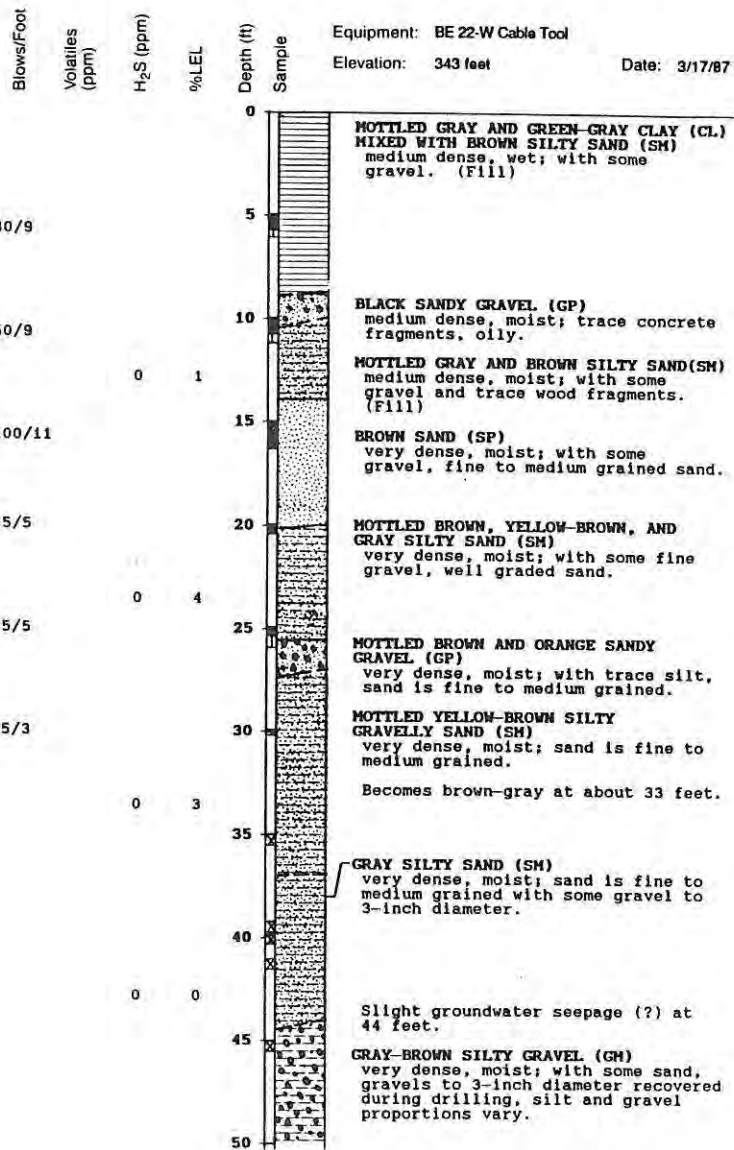 Blows/Foot
Volatiles (ppm)
H2S (ppm)
%LEL
Depth (ft)
Sample
Equipment: BE 22-W Cable Tool
Elevation: 343 feet Date: 3/17/87
0
MOTTLED GRAY AND GREEN-GRAY CLAY (CL)
MIXED WITH BROWN SILTY SAND (SM)
medium dense, wet; with some
gravel. (Fill)
5
0/9
BLACK SANDY GRAVEL (GP)
10
medium dense, moist; trace concrete
fragments, oily.
0/9
MOTTLED GRAY AND BROWN SILTY SAND(SM)
0 1
medium dense, moist; with some
gravel and trace wood fragments.
(Fill)
15
00/11
BROWN SAND (SP)
very dense, moist; with some
gravel, fine to medium grained sand.
5/5
20
MOTTLED BROWN, YELLOW-BROWN, AND
GRAY SILTY SAND (SM)
very dense, moist; with some fine
gravel, well graded sand.
0 4
5/5
25
MOTTLED BROWN AND ORANGE SANDY
GRAVEL (GP)
very dense, moist; with trace silt,
sand is fine to medium grained.
5/3
30
MOTTLED YELLOW-BROWN SILTY
GRAVELLY SAND (SM)
very dense, moist; sand is fine to
medium grained.
Becomes brown-gray at about 33 feet.
0 3
35
GRAY SILTY SAND (SM)
very dense, moist; sand is fine to
medium grained with some gravel to
3-inch diameter.
40
0 0
Slight groundwater seepage (?) at
44 feet.
45
GRAY-BROWN SILTY GRAVEL (GM)
very dense, moist; with some sand,
gravels to 3-inch diameter recovered
during drilling, silt and gravel
proportions vary.
50